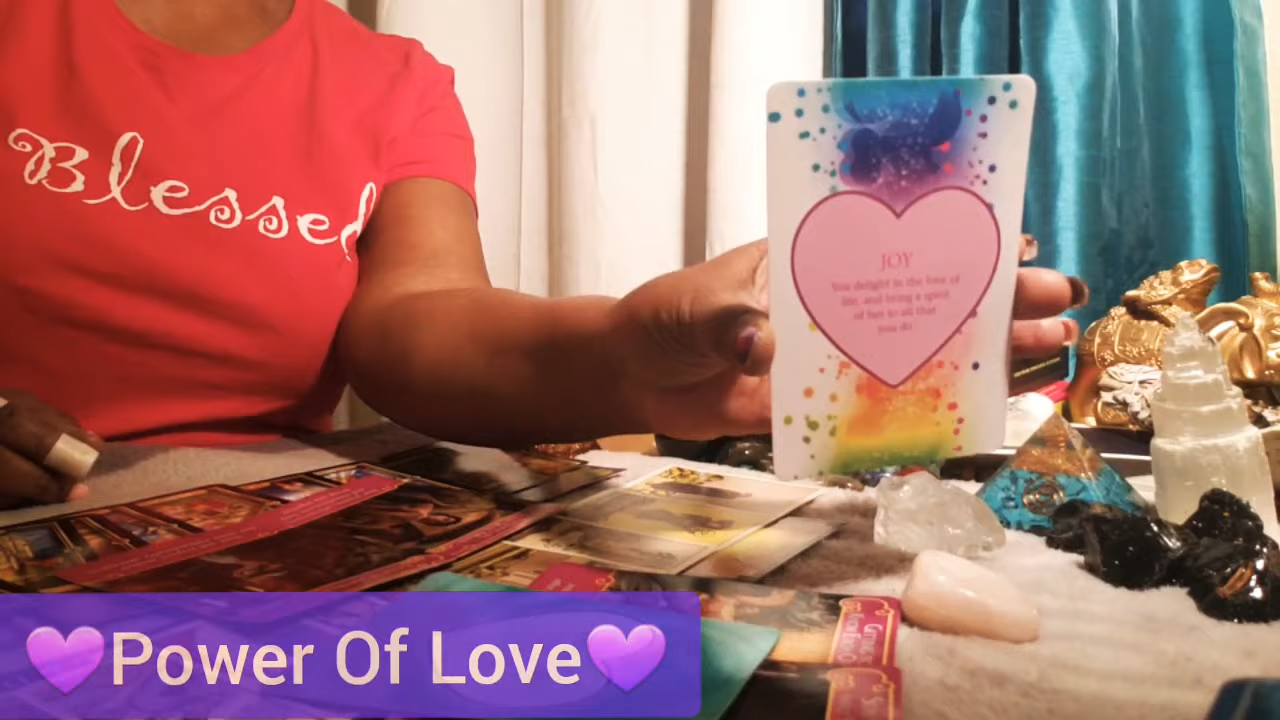 Blessed
JOY
You delight in the love of
life, and bring a spirit
of fun to all that
you do
💜Power Of Love💜